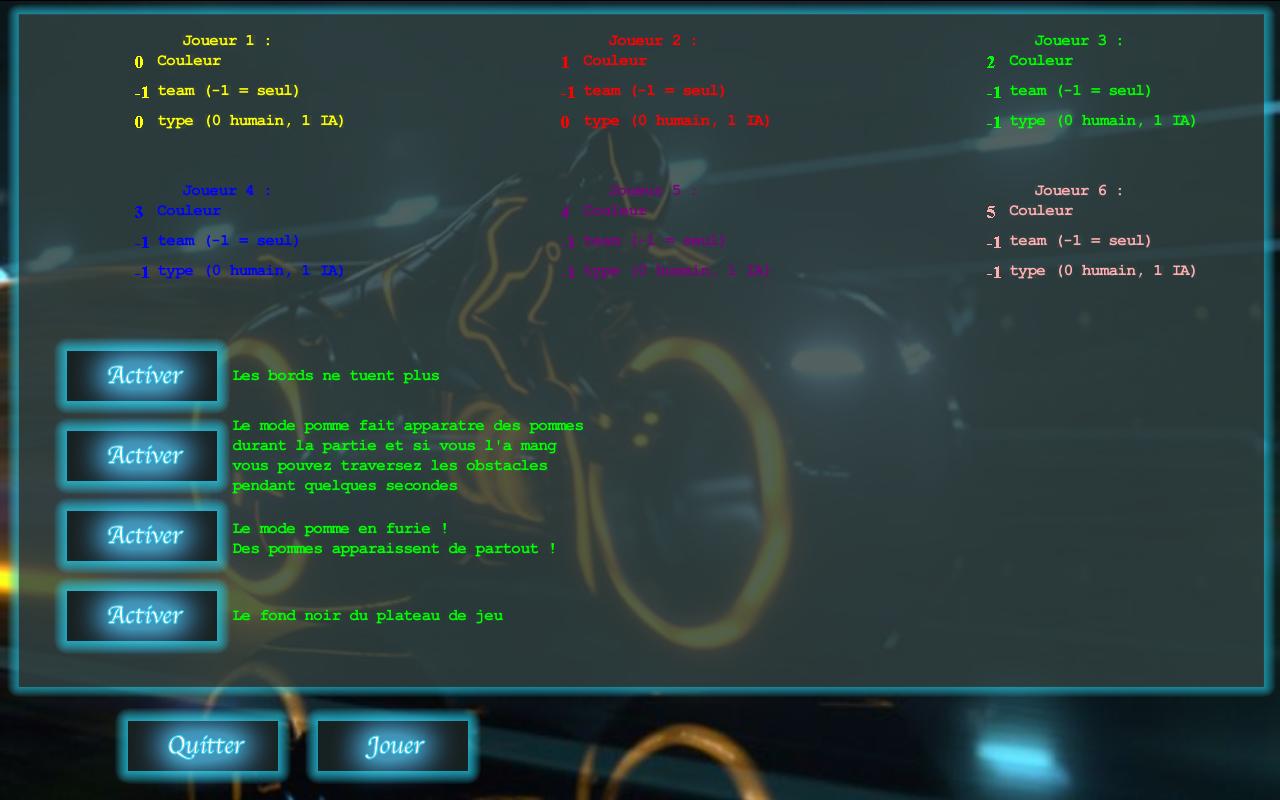 Joueur 1 :
0 Couleur
-1 team (-1 = seul)
0 type (0 humain, 1 IA)
Joueur 2 :
1 Couleur
-1 team (-1 = seul)
0 type (0 humain, 1 IA)
Joueur 3 :
2 Couleur
-1 team (-1 = seul)
-1 type (0 humain, 1 IA)
Joueur 4 :
3 Couleur
-1 team (-1 = seul)
-1 type (0 humain, 1 IA)
Joueur 5 :
4 Couleur
-1 team (-1 = seul)
-1 type (0 humain, 1 IA)
Joueur 6 :
5 Couleur
-1 team (-1 = seul)
-1 type (0 humain, 1 IA)
Activer
Les bords ne tuent plus
Activer
Le mode pomme fait apparatre des pommes
durant la partie et si vous l'a mang
vous pouvez traversez les obstacles
pendant quelques secondes
Activer
Le mode pomme en furie !
Des pommes apparaissent de partout !
Activer
Le fond noir du plateau de jeu
Quitter
Jouer